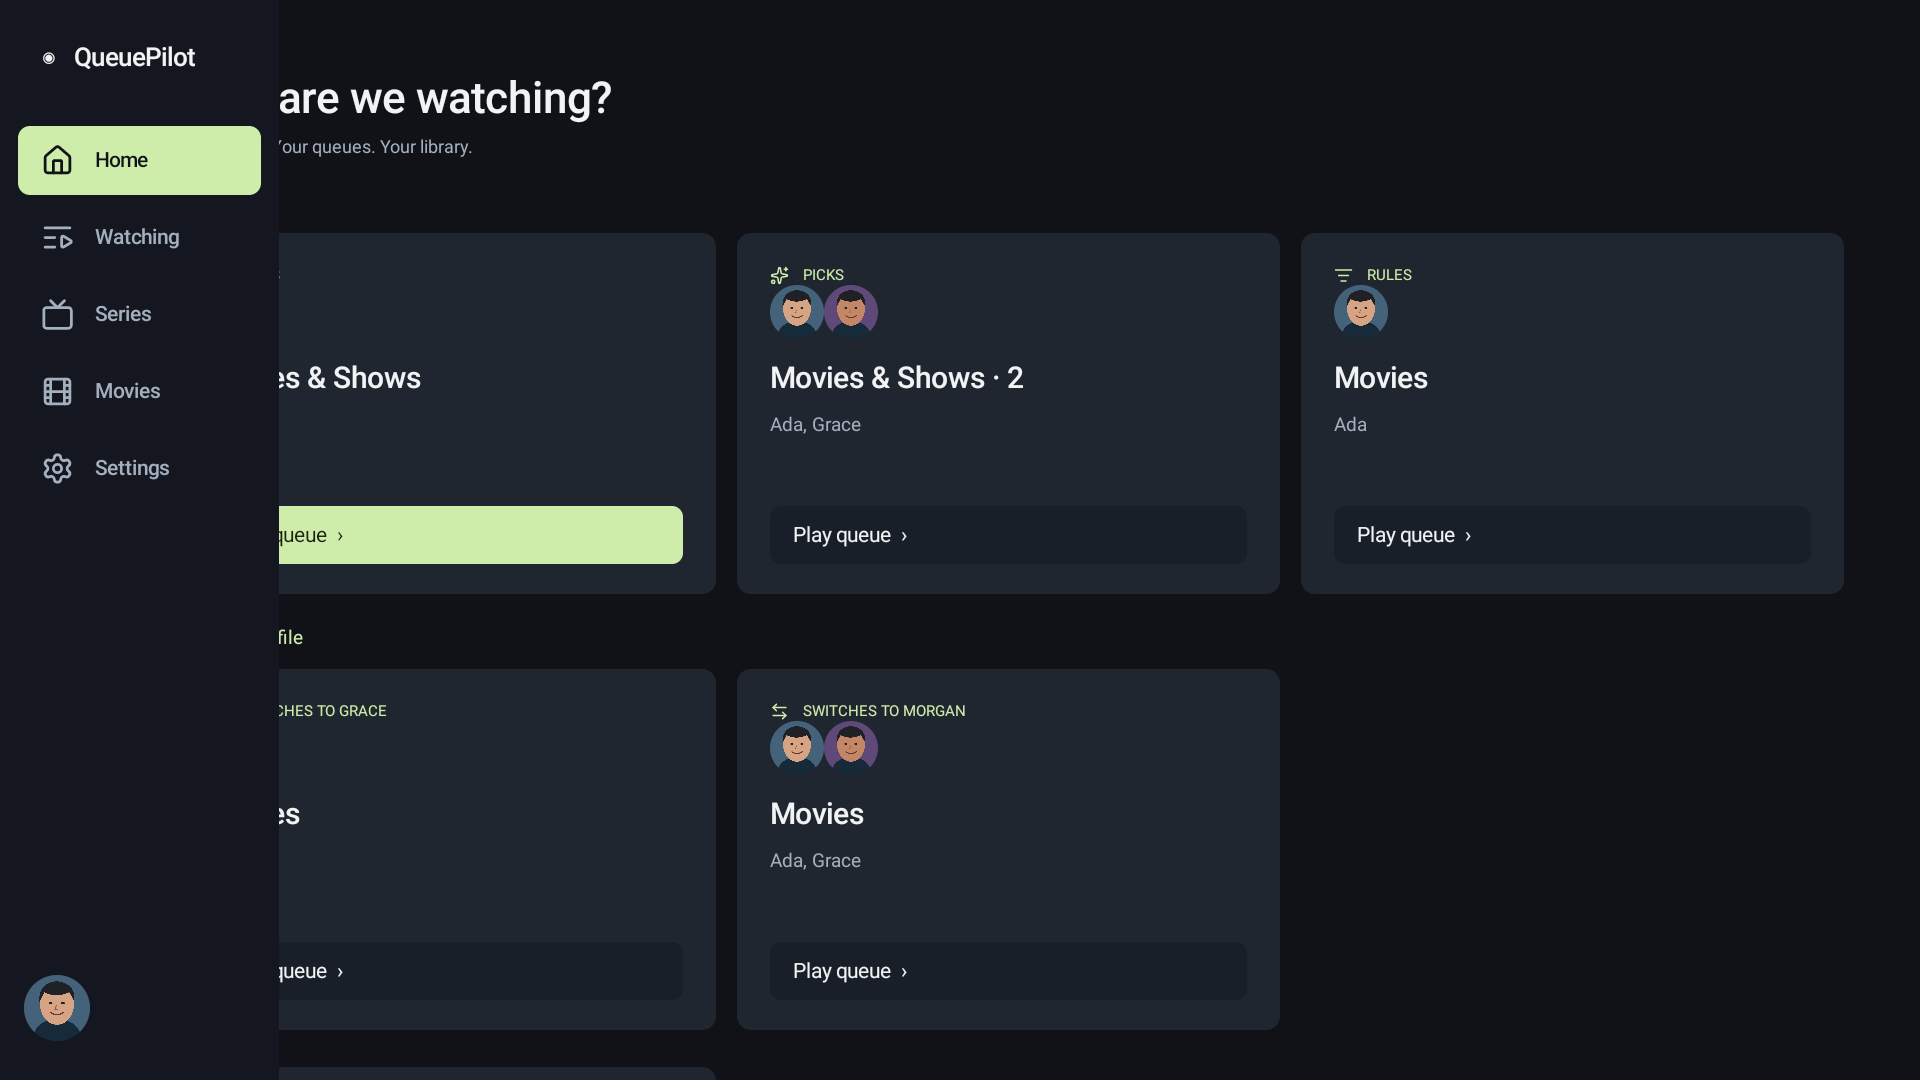 QueuePilot
Home
Watching
Series
Movies
Settings
are we watching?
Your queues. Your library.
es & Shows
queue ›
PICKS
Movies & Shows · 2
Ada, Grace
Play queue ›
RULES
Movies
Ada
Play queue ›
file
CHES TO GRACE
es
queue ›
SWITCHES TO MORGAN
Movies
Ada, Grace
Play queue ›